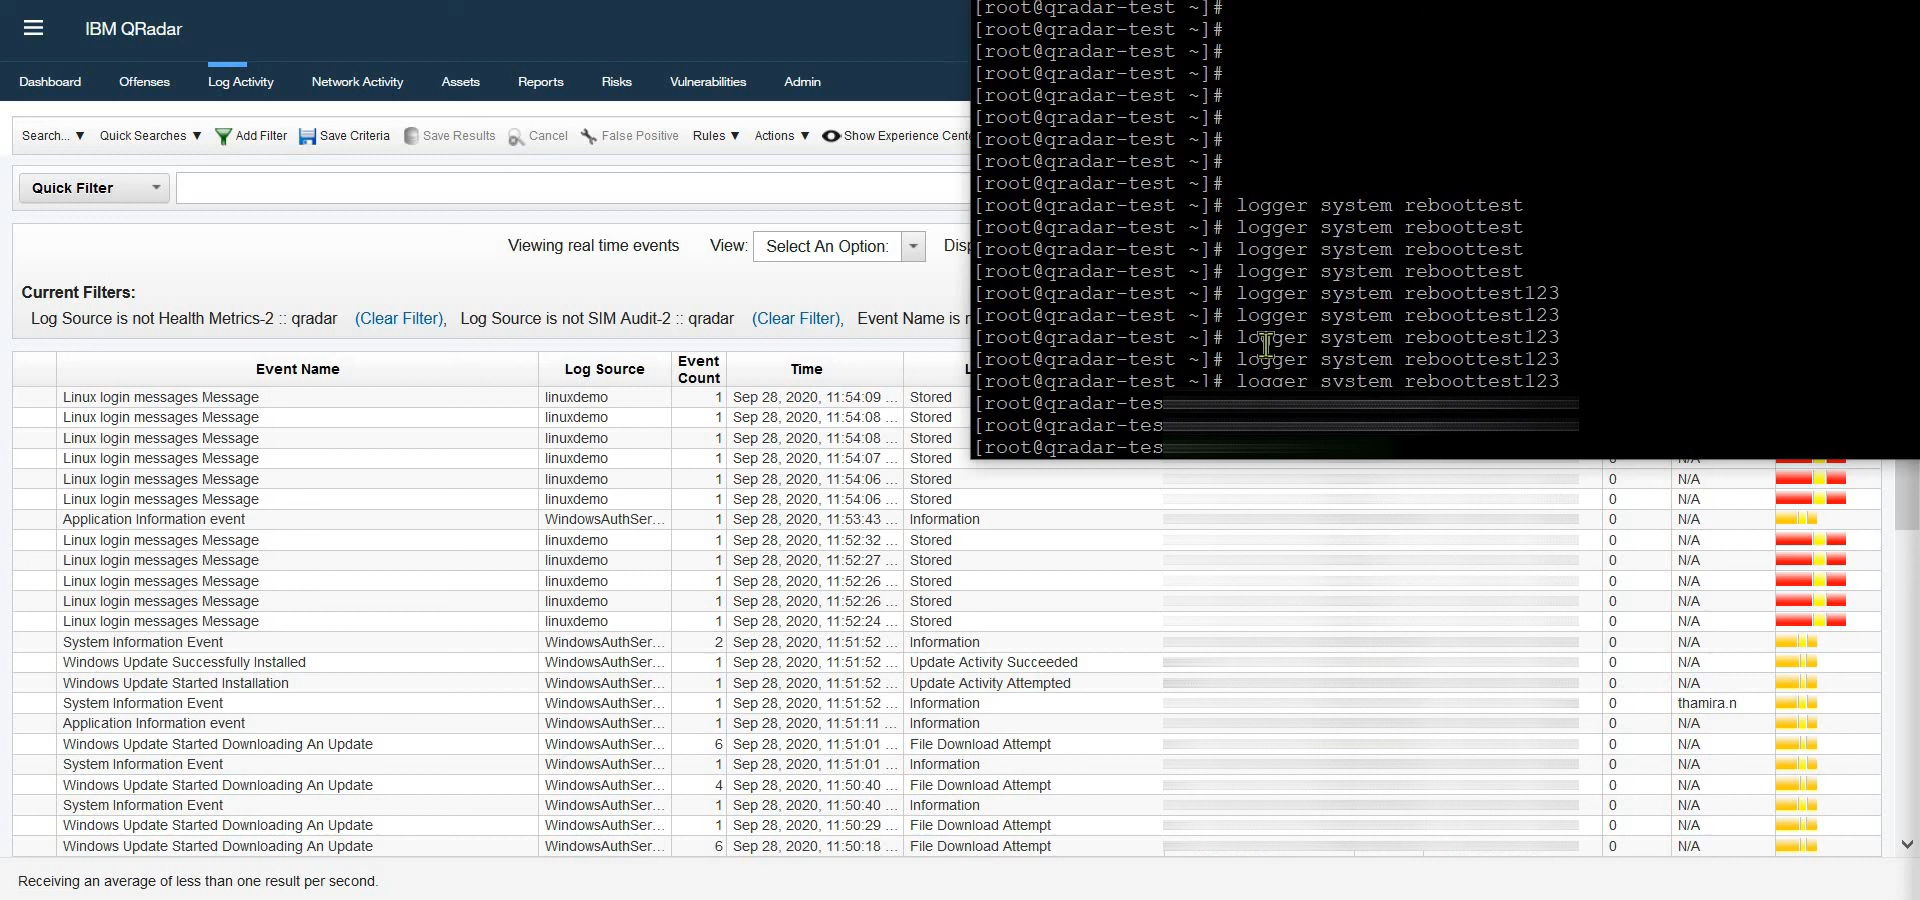 IBM QRadar
Dashboard Offenses Log Activity Network Activity Assets Reports Risks Vulnerabilities Admin
Search... ▼ Quick Searches ▼ Add Filter Save Criteria Save Results Cancel False Positive Rules ▼ Actions ▼ Show Experience
Quick Filter
Viewing real time events View: Select An Option:
Current Filters:
Log Source is not Health Metrics-2 :: qradar (Clear Filter), Log Source is not SIM Audit-2 :: qradar (Clear Filter), Event Name is
[root@qradar-test ~]#
[root@qradar-test ~]#
[root@qradar-test ~]#
[root@qradar-test ~]#
[root@qradar-test ~]#
[root@qradar-test ~]#
[root@qradar-test ~]#
[root@qradar-test ~]#
[root@qradar-test ~]#
[root@qradar-test ~]# logger system reboottest
[root@qradar-test ~]# logger system reboottest
[root@qradar-test ~]# logger system reboottest
[root@qradar-test ~]# logger system reboottest
[root@qradar-test ~]# logger system reboottest123
[root@qradar-test ~]# logger system reboottest123
[root@qradar-test ~]# logger system reboottest123
[root@qradar-test ~]# logger system reboottest123
[root@qradar-test ~]# logger system reboottest123
[root@qradar-tes
[root@qradar-tes
[root@qradar-tes
Event Name Log Source Event Count Time
Linux login messages Message linuxdemo 1 Sep 28, 2020, 11:54:09 ... Stored
Linux login messages Message linuxdemo 1 Sep 28, 2020, 11:54:08 ... Stored
Linux login messages Message linuxdemo 1 Sep 28, 2020, 11:54:08 ... Stored
Linux login messages Message linuxdemo 1 Sep 28, 2020, 11:54:07 ... Stored N/A
Linux login messages Message linuxdemo 1 Sep 28, 2020, 11:54:06 ... Stored 0 N/A
Linux login messages Message linuxdemo 1 Sep 28, 2020, 11:54:06 ... Stored 0 N/A
Application Information event WindowsAuthSer... 1 Sep 28, 2020, 11:53:43 ... Information 0 N/A
Linux login messages Message linuxdemo 1 Sep 28, 2020, 11:52:32 ... Stored 0 N/A
Linux login messages Message linuxdemo 1 Sep 28, 2020, 11:52:27 ... Stored 0 N/A
Linux login messages Message linuxdemo 1 Sep 28, 2020, 11:52:26 ... Stored 0 N/A
Linux login messages Message linuxdemo 1 Sep 28, 2020, 11:52:26 ... Stored 0 N/A
Linux login messages Message linuxdemo 1 Sep 28, 2020, 11:52:24 ... Stored 0 N/A
System Information Event WindowsAuthSer... 2 Sep 28, 2020, 11:51:52 ... Information 0 N/A
Windows Update Successfully Installed WindowsAuthSer... 1 Sep 28, 2020, 11:51:52 ... Update Activity Succeeded 0 N/A
Windows Update Started Installation WindowsAuthSer... 1 Sep 28, 2020, 11:51:52 ... Update Activity Attempted 0 N/A
System Information Event WindowsAuthSer... 1 Sep 28, 2020, 11:51:52 ... Information 0 thamira.n
Application Information event WindowsAuthSer... 1 Sep 28, 2020, 11:51:11 ... Information 0 N/A
Windows Update Started Downloading An Update WindowsAuthSer... 6 Sep 28, 2020, 11:51:01 ... File Download Attempt 0 N/A
System Information Event WindowsAuthSer... 1 Sep 28, 2020, 11:51:01 ... Information 0 N/A
Windows Update Started Downloading An Update WindowsAuthSer... 4 Sep 28, 2020, 11:50:40 ... File Download Attempt 0 N/A
System Information Event WindowsAuthSer... 1 Sep 28, 2020, 11:50:40 ... Information 0 N/A
Windows Update Started Downloading An Update WindowsAuthSer... 1 Sep 28, 2020, 11:50:29 ... File Download Attempt 0 N/A
Windows Update Started Downloading An Update WindowsAuthSer... 6 Sep 28, 2020, 11:50:18 ... File Download Attempt 0 N/A
Receiving an average of less than one result per second.